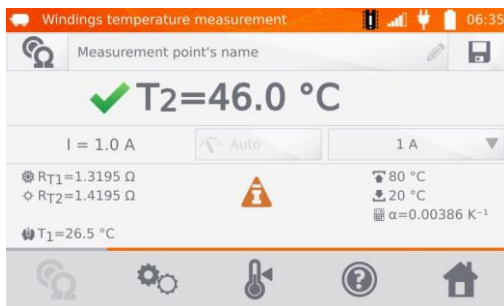 Windings temperature measurement 06:35
Measurement point's name
T2=46.0 °C
I = 1.0 A Auto 1 A
RT1=1.3195 Ω 80 °C
RT2=1.4195 Ω 20 °C
α=0.00386 K⁻¹
T1=26.5 °C